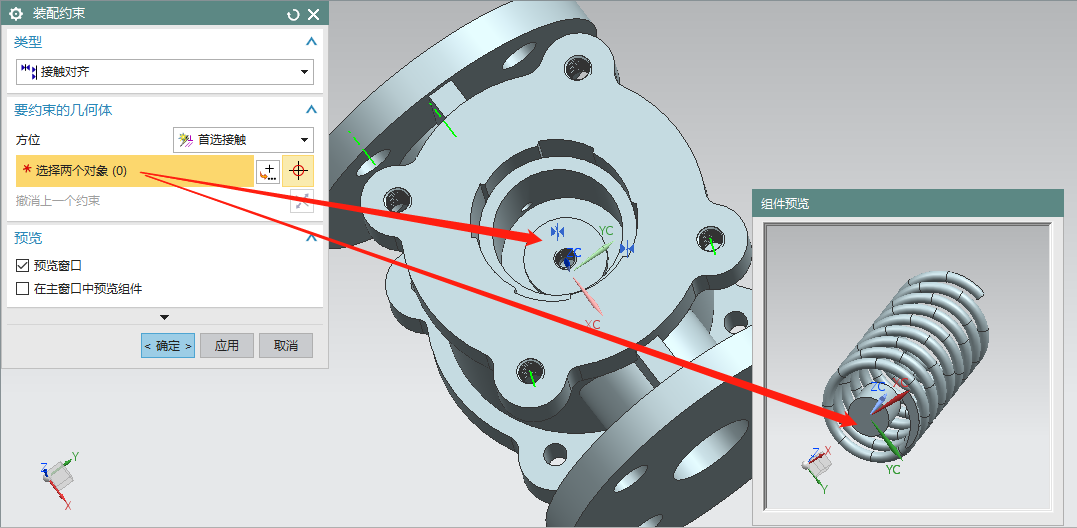 装配约束
类型
接触对齐
要约束的几何体
方位
首选接触
* 选择两个对象 (0)
撤消上一个约束
预览
预览窗口
在主窗口中预览组件
< 确定 >
应用
取消
YC
ZC
XC
Z
Y
X
组件预览
ZC
XC
YC
Z
X
Y